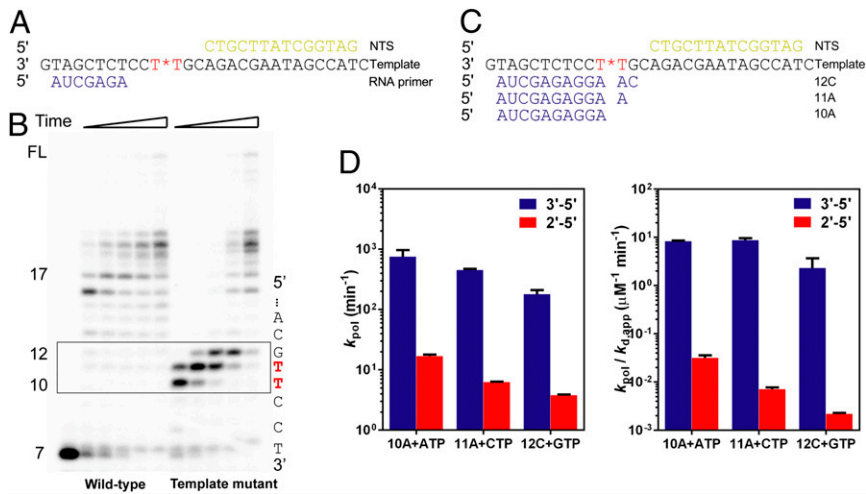 A
5' CTGCTTATCGGTAG NTS
3' GTAGCTCTCCT*TGCAGACGAATAGCCATC Template
5' AUCGAGA RNA primer
C
5' CTGCTTATCGGTAG NTS
3' GTAGCTCTCCT*TGCAGACGAATAGCCATC Template
5' AUCGAGAGGA AC 12C
5' AUCGAGAGGA A 11A
5' AUCGAGAGGA 10A
B
Time
FL
17
12
10
7
5'
A
C
G
T
T
C
C
T
3'
Wild-type Template mutant
D
3'-5'
2'-5'
kpol (min⁻¹)
10⁴
10³
10²
10¹
10⁰
10A+ATP 11A+CTP 12C+GTP
3'-5'
2'-5'
kpol / kd,app (µM⁻¹ min⁻¹)
10²
10¹
10⁰
10⁻¹
10⁻²
10⁻³
10A+ATP 11A+CTP 12C+GTP